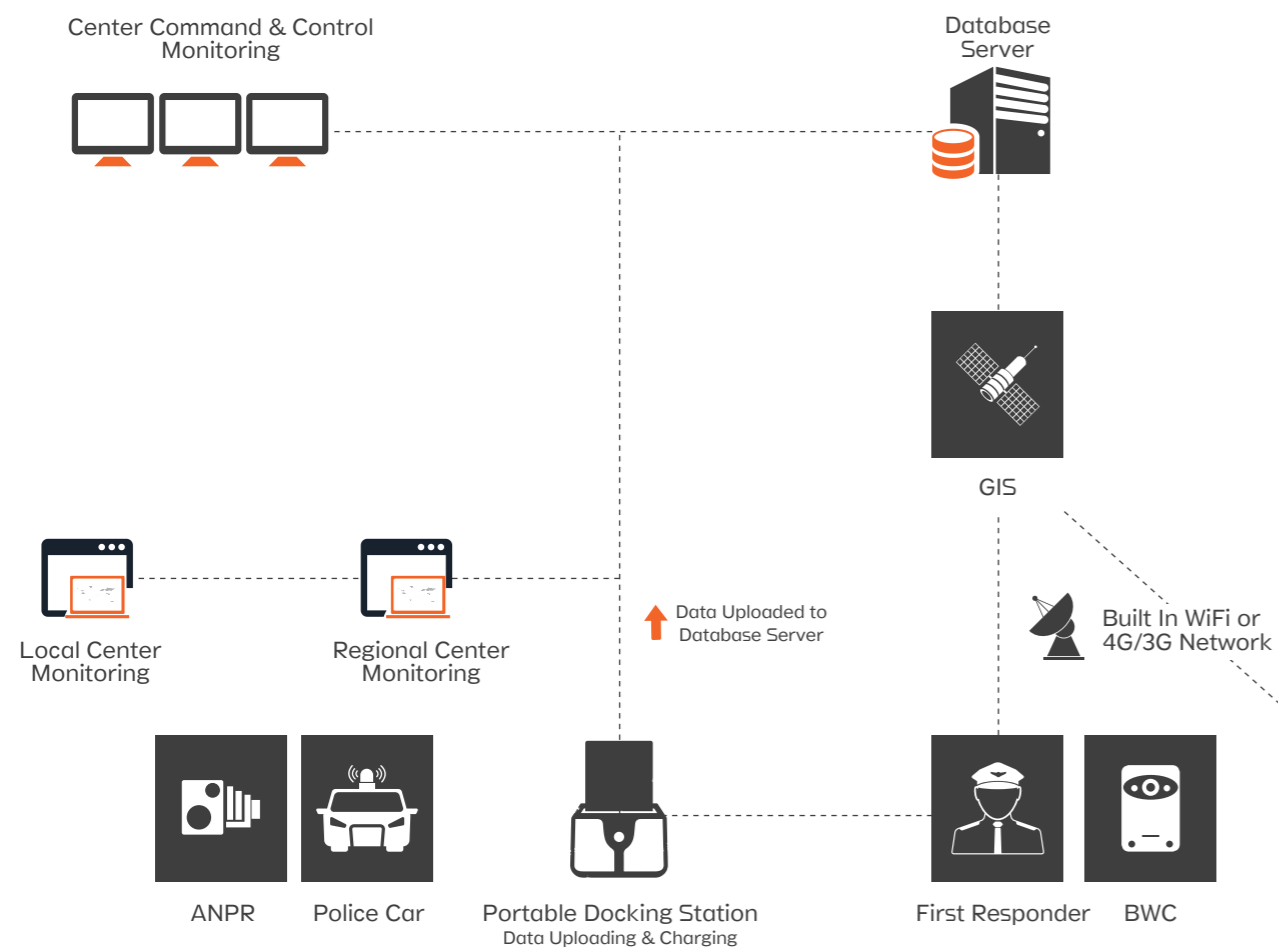 Center Command & Control
Monitoring
Database
Server
GIS
Built In WiFi or
4G/3G Network
Data Uploaded to
Database Server
Local Center
Monitoring
Regional Center
Monitoring
ANPR
Police Car
Portable Docking Station
Data Uploading & Charging
First Responder
BWC